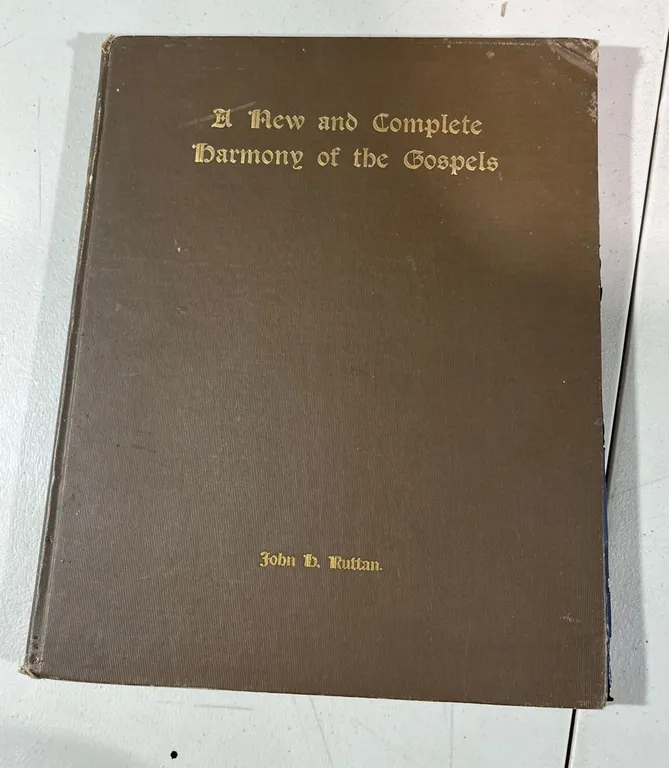 A New and Complete
Harmony of the Gospels
John H. Ruttan.